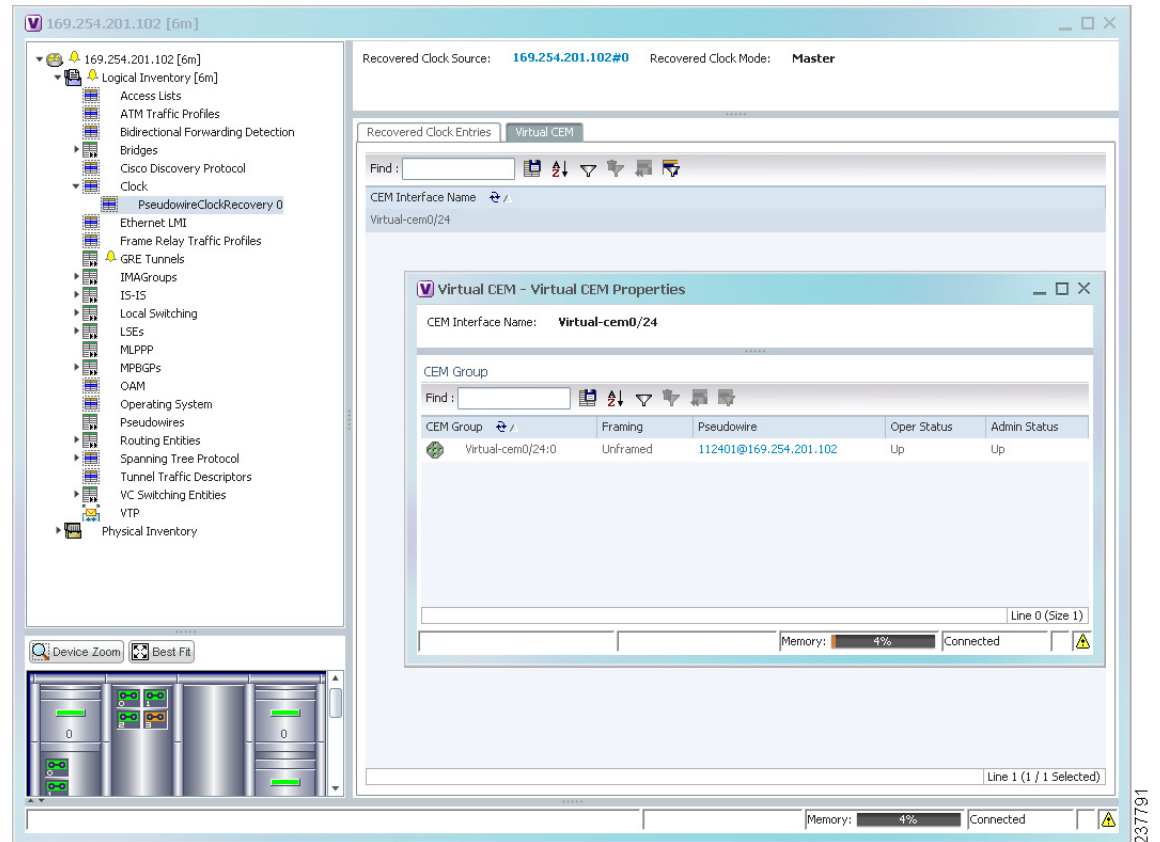 169.254.201.102 [6m]
169.254.201.102 [6m]
Logical Inventory [6m]
Access Lists
ATM Traffic Profiles
Bidirectional Forwarding Detection
Bridges
Cisco Discovery Protocol
Clock
PseudowireClockRecovery 0
Ethernet LMI
Frame Relay Traffic Profiles
GRE Tunnels
IMAGroups
IS-IS
Local Switching
LSEs
MLPPP
MPBGPs
OAM
Operating System
Pseudowires
Routing Entities
Spanning Tree Protocol
Tunnel Traffic Descriptors
VC Switching Entities
VTP
Physical Inventory
Device Zoom Best Fit
0 1
2 3
0 0
0
1
Recovered Clock Source: 169.254.201.102#0 Recovered Clock Mode: Master
Recovered Clock Entries Virtual CEM
Find :
CEM Interface Name
Virtual-cem0/24
Virtual CEM - Virtual CEM Properties
CEM Interface Name: Virtual-cem0/24
CEM Group
Find :
CEM Group Framing Pseudowire Oper Status Admin Status
Virtual-cem0/24:0 Unframed 112401@169.254.201.102 Up Up
Line 0 (Size 1)
Memory: 4% Connected
Line 1 (1 / 1 Selected)
Memory: 4% Connected
237791